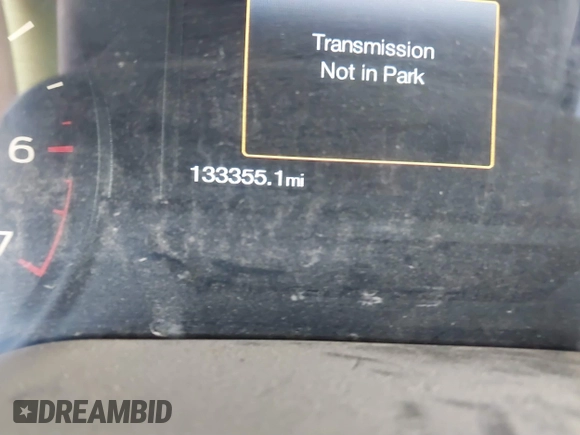 Transmission
Not in Park
6
133355.1mi
7
DREAMBID